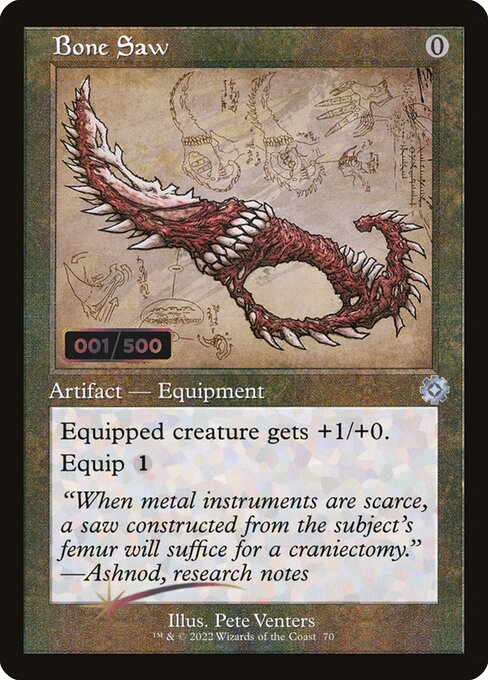 Bone Saw 0
001/500
Artifact — Equipment
Equipped creature gets +1/+0.
Equip 1
“When metal instruments are scarce,
a saw constructed from the subject’s
femur will suffice for a craniectomy.”
—Ashnod, research notes
Illus. Pete Venters
™ & © 2022 Wizards of the Coast 70